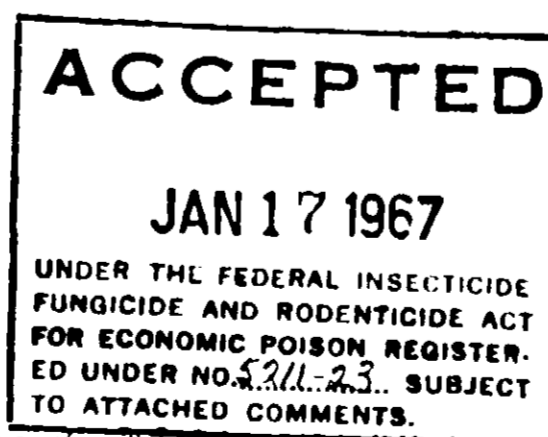 ACCEPTED
JAN 17 1967
UNDER THE FEDERAL INSECTICIDE
FUNGICIDE AND RODENTICIDE ACT
FOR ECONOMIC POISON REGISTER-
ED UNDER NO. 5211-23 SUBJECT
TO ATTACHED COMMENTS.